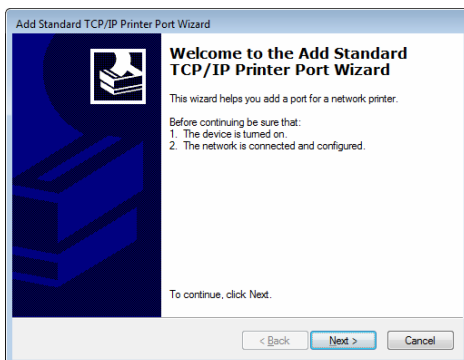 Add Standard TCP/IP Printer Port Wizard
Welcome to the Add Standard
TCP/IP Printer Port Wizard
This wizard helps you add a port for a network printer.
Before continuing be sure that:
1. The device is turned on.
2. The network is connected and configured.
To continue, click Next.
< Back
Next >
Cancel